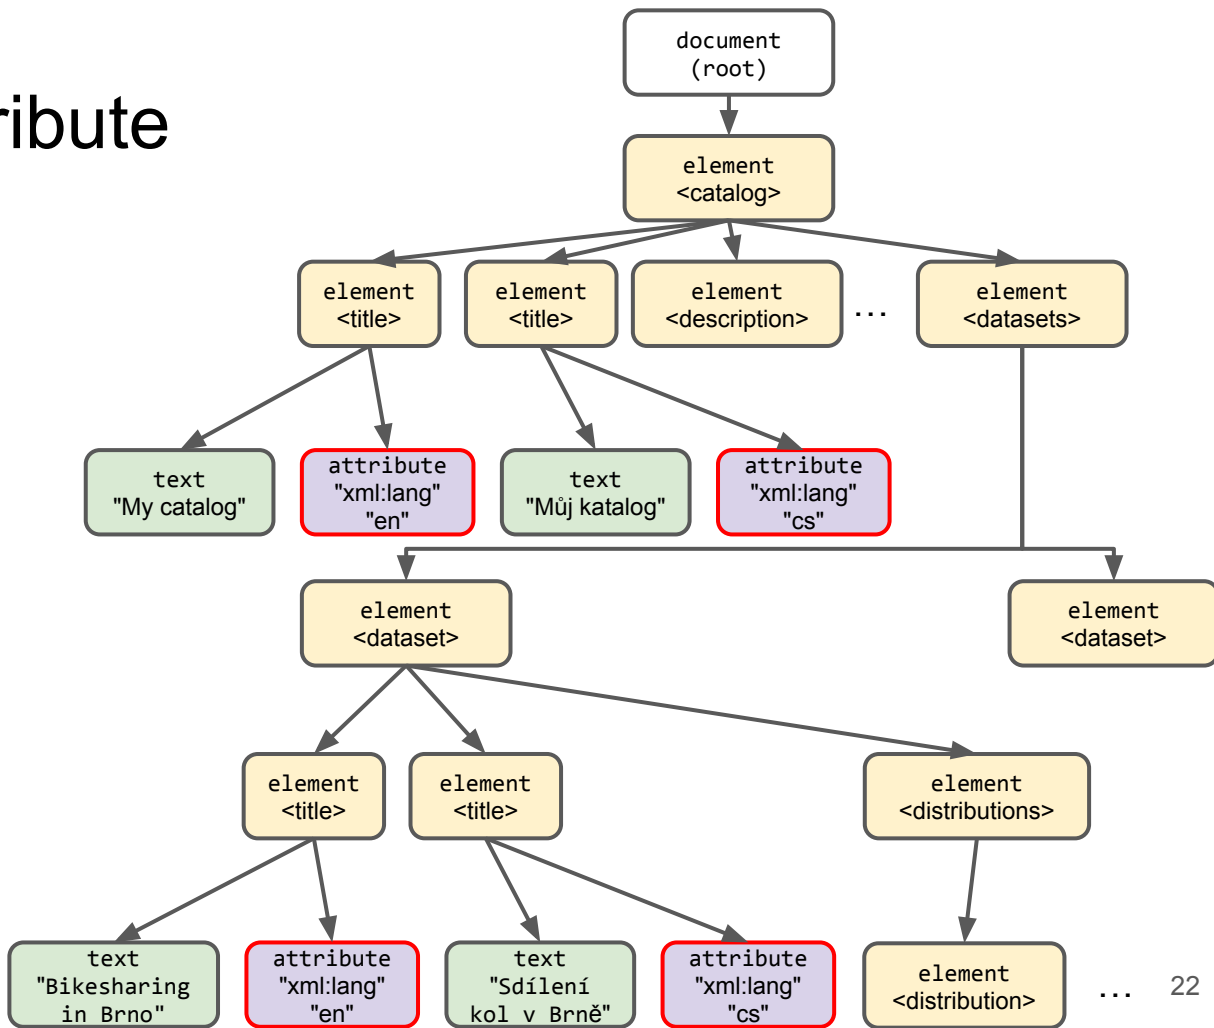 document
(root)
ribute
element
<catalog>
element
<title>
element
<title>
element
<description>
...
element
<datasets>
text
"My catalog"
attribute
"xml:lang"
"en"
text
"Můj katalog"
attribute
"xml:lang"
"cs"
element
<dataset>
element
<dataset>
element
<title>
element
<title>
element
<distributions>
text
"Bikesharing
in Brno"
attribute
"xml:lang"
"en"
text
"Sdílení
kol v Brně"
attribute
"xml:lang"
"cs"
element
<distribution>
...
22